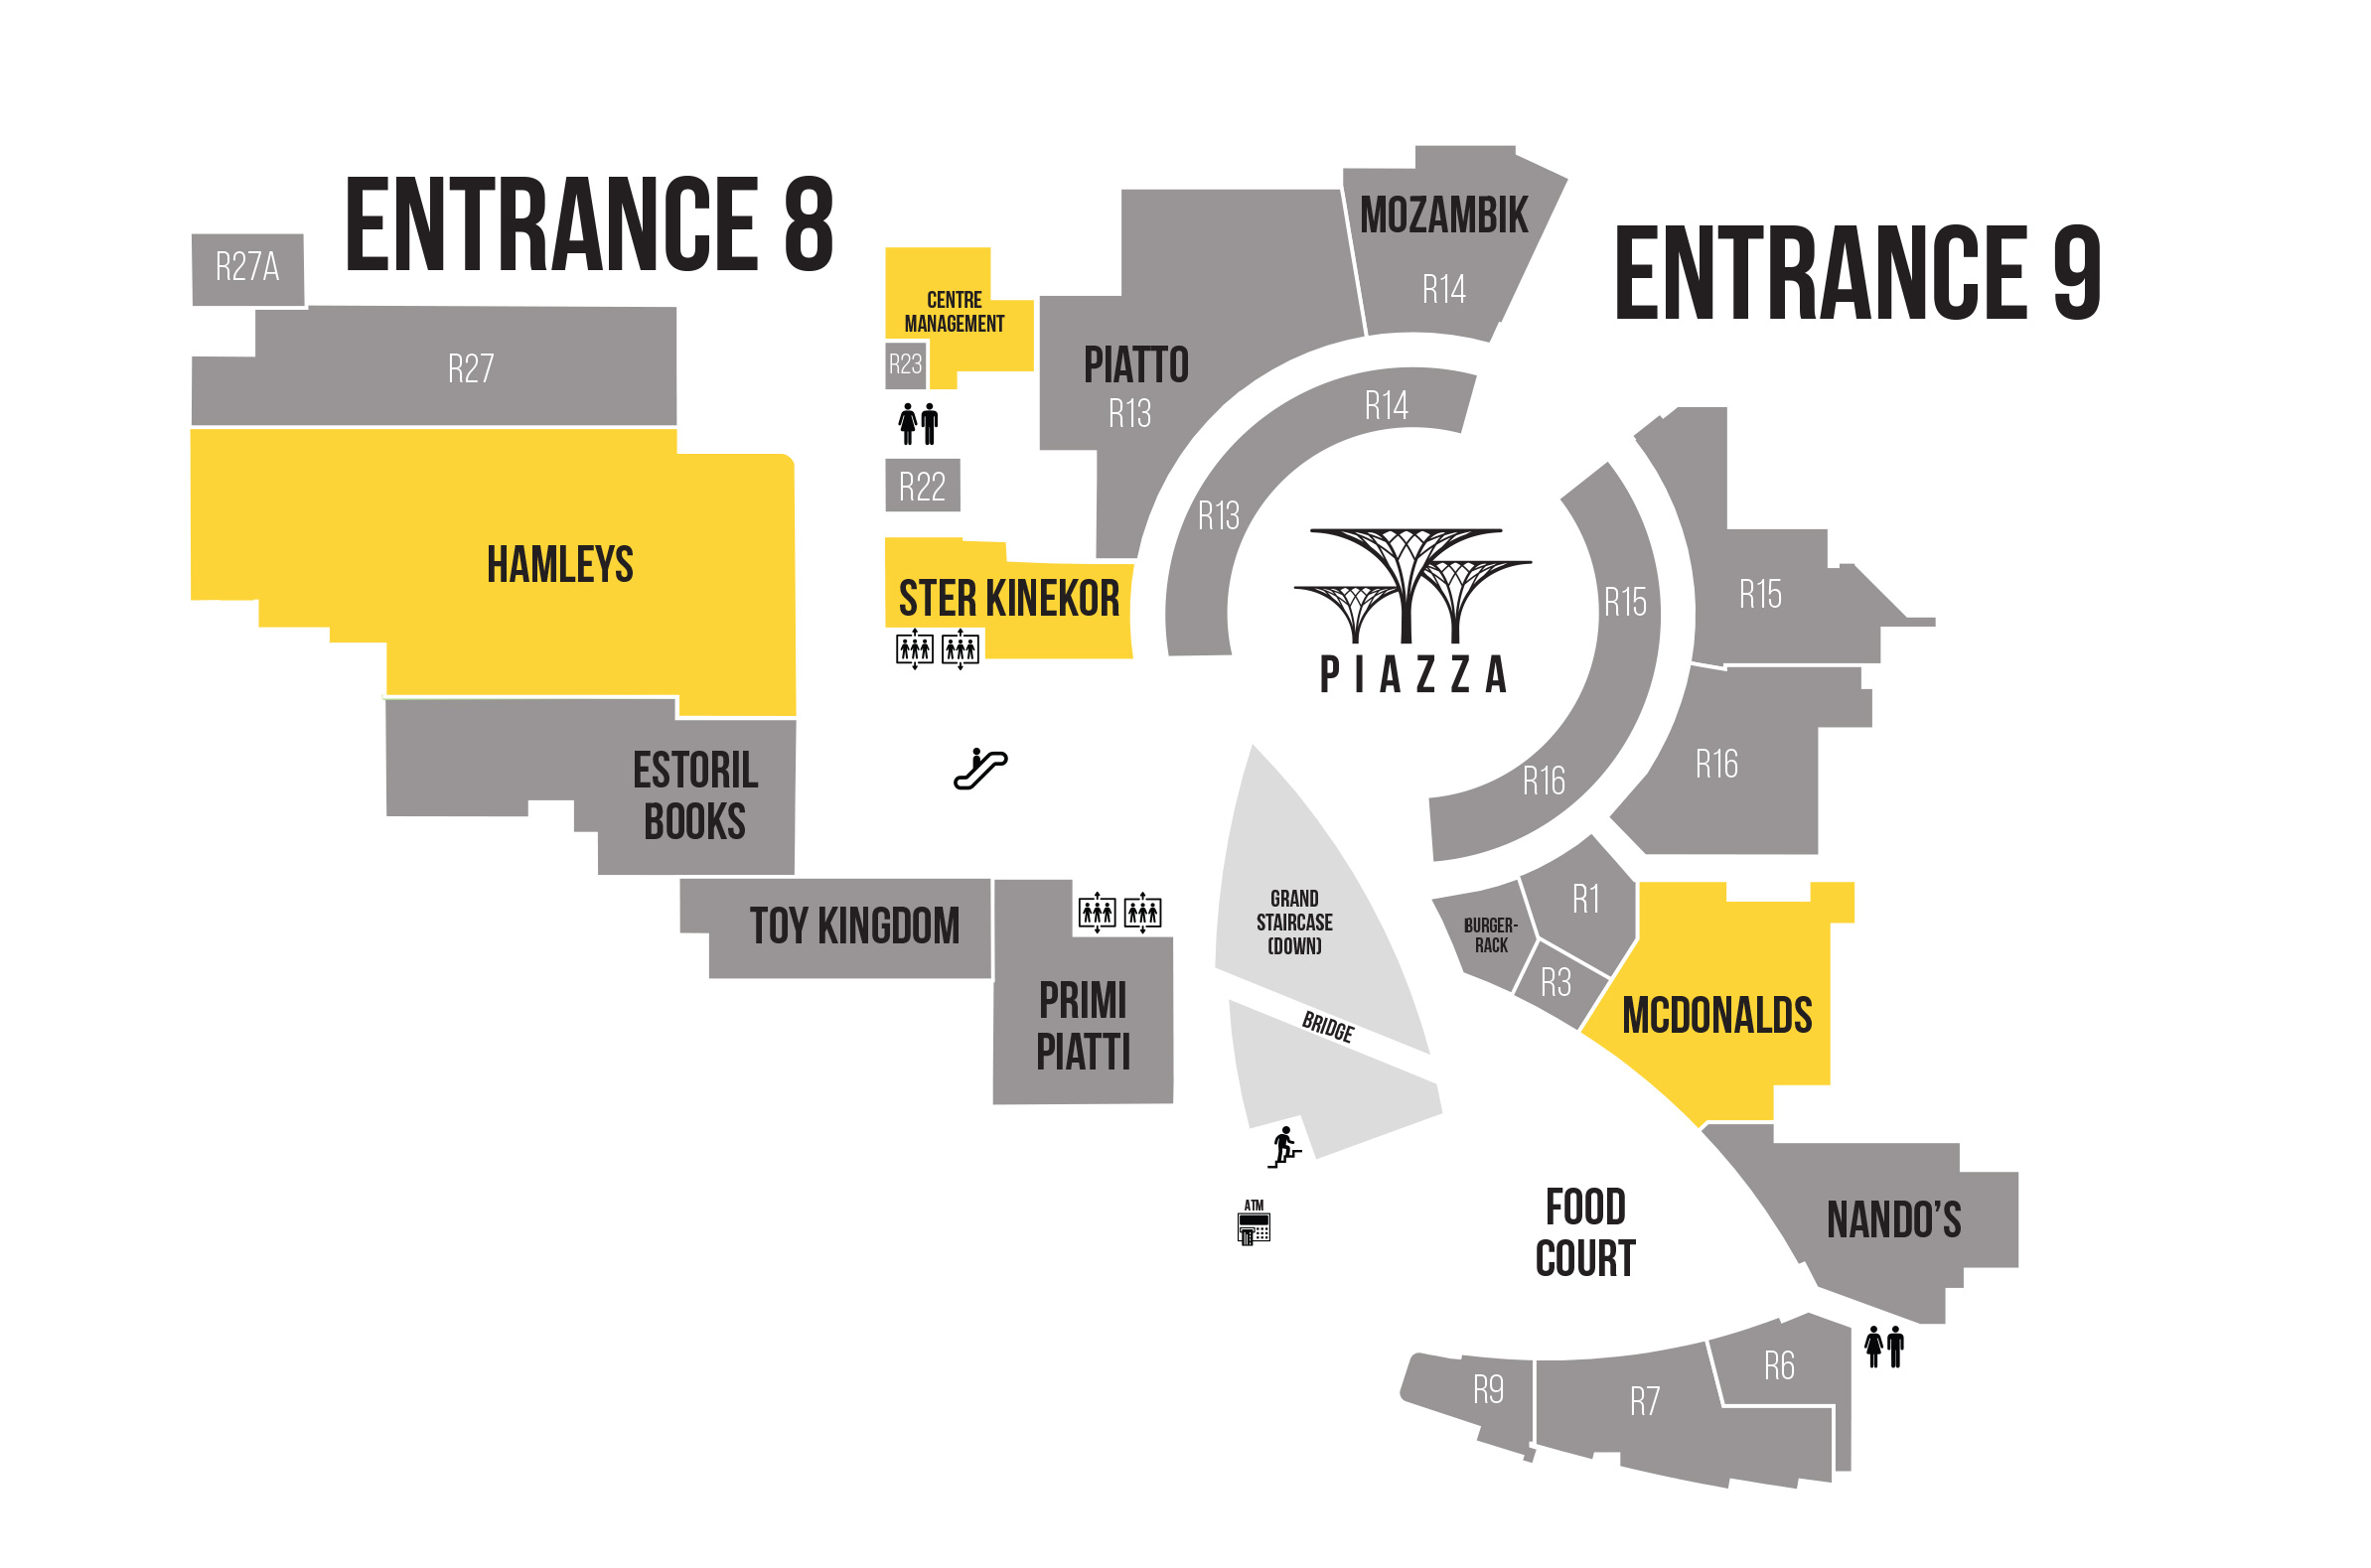 ENTRANCE 8
ENTRANCE 9
R27A
R27
HAMLEYS
ESTORIL
BOOKS
TOY KINGDOM
PRIMI
PIATTI
CENTRE
MANAGEMENT
R23
R22
STER KINEKOR
PIATTO
R13
MOZAMBIK
R14
R14
R13
PIAZZA
R15
R15
R16
R16
GRAND
STAIRCASE
(DOWN)
BRIDGE
ATM
BURGER-
RACK
R1
R3
MCDONALDS
NANDO'S
FOOD
COURT
R6
R7
R9